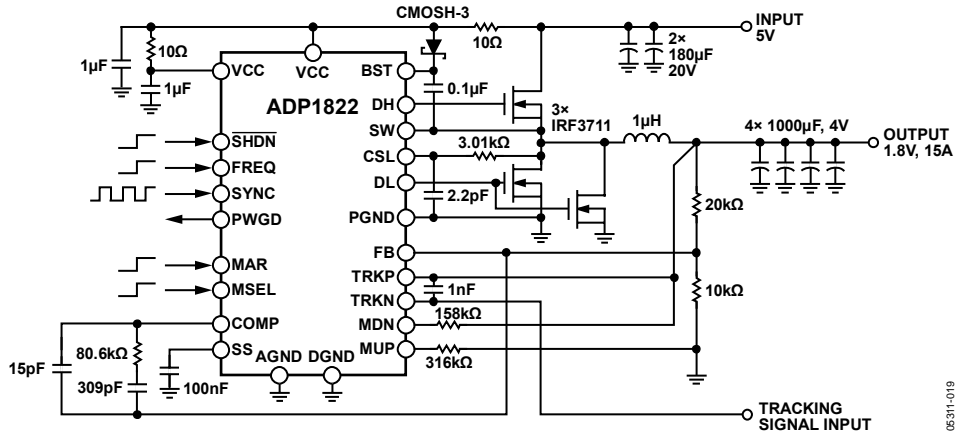 CMOSH-3
INPUT
5V
10Ω
10Ω
2×
180µF
20V
1µF
1µF
VCC
VCC
BST
0.1µF
ADP1822
DH
3×
IRF3711
SW
1µH
4× 1000µF, 4V
OUTPUT
1.8V, 15A
SHDN
3.01kΩ
CSL
FREQ
DL
SYNC
2.2pF
20kΩ
PWGD
PGND
FB
MAR
TRKP
1nF
10kΩ
MSEL
TRKN
158kΩ
COMP
MDN
80.6kΩ
SS
MUP
316kΩ
15pF
AGND
DGND
309pF
100nF
TRACKING
SIGNAL INPUT
05311-019